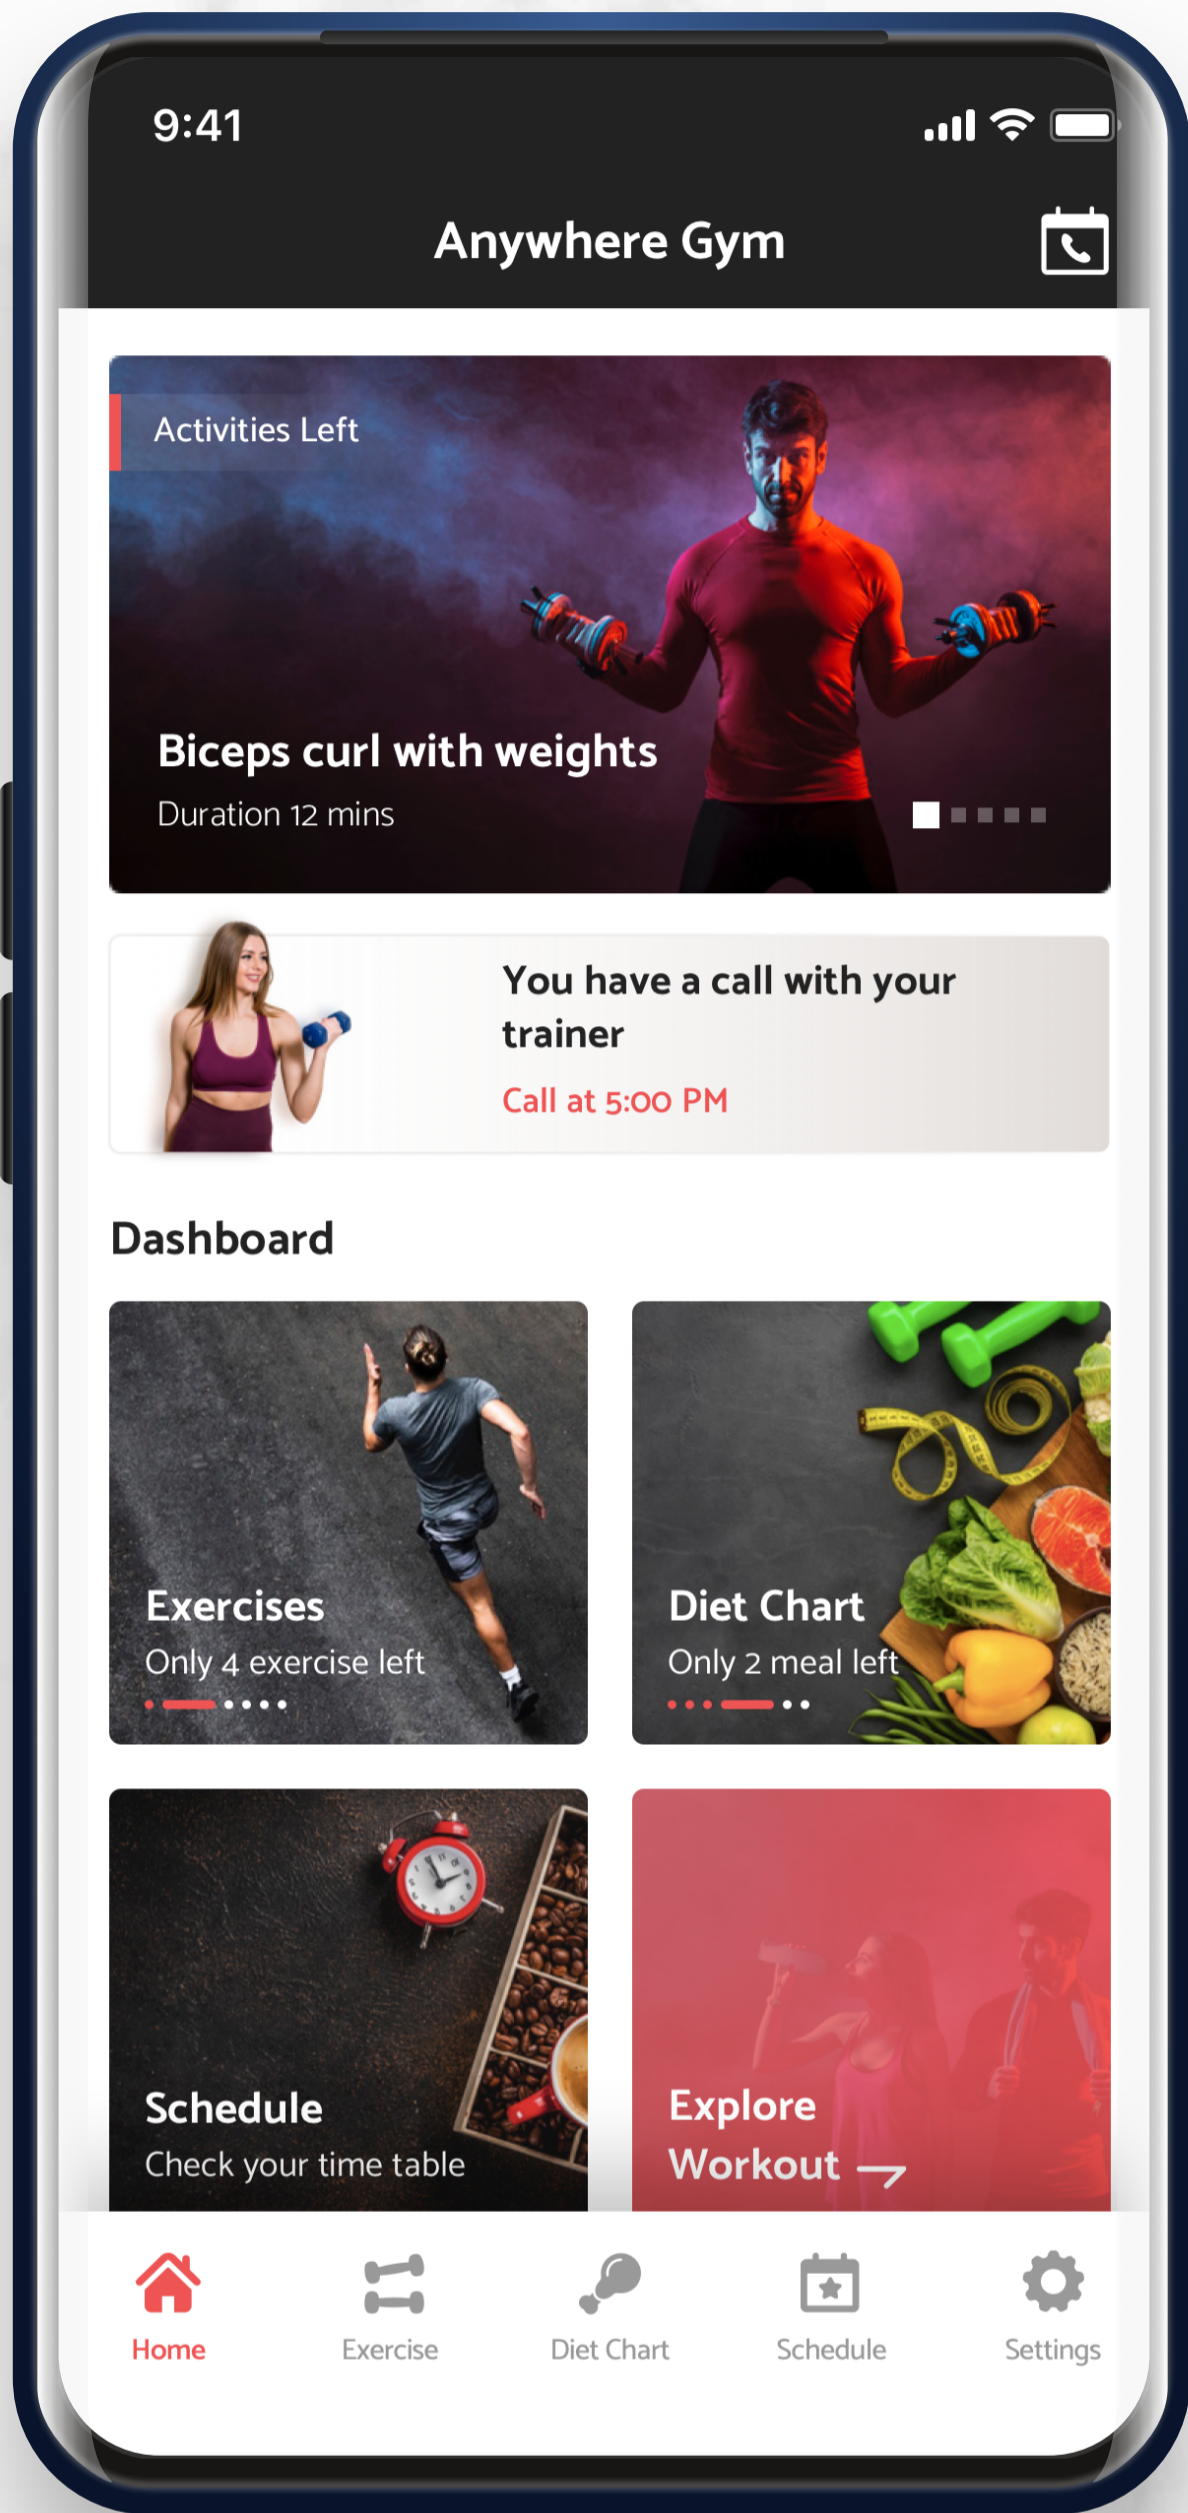 9:41
Anywhere Gym
Activities Left
Biceps curl with weights
Duration 12 mins
You have a call with your
trainer
Call at 5:00 PM
Dashboard
Exercises
Only 4 exercise left
Diet Chart
Only 2 meal left
Schedule
Check your time table
Explore
Workout
Home
Exercise
Diet Chart
Schedule
Settings